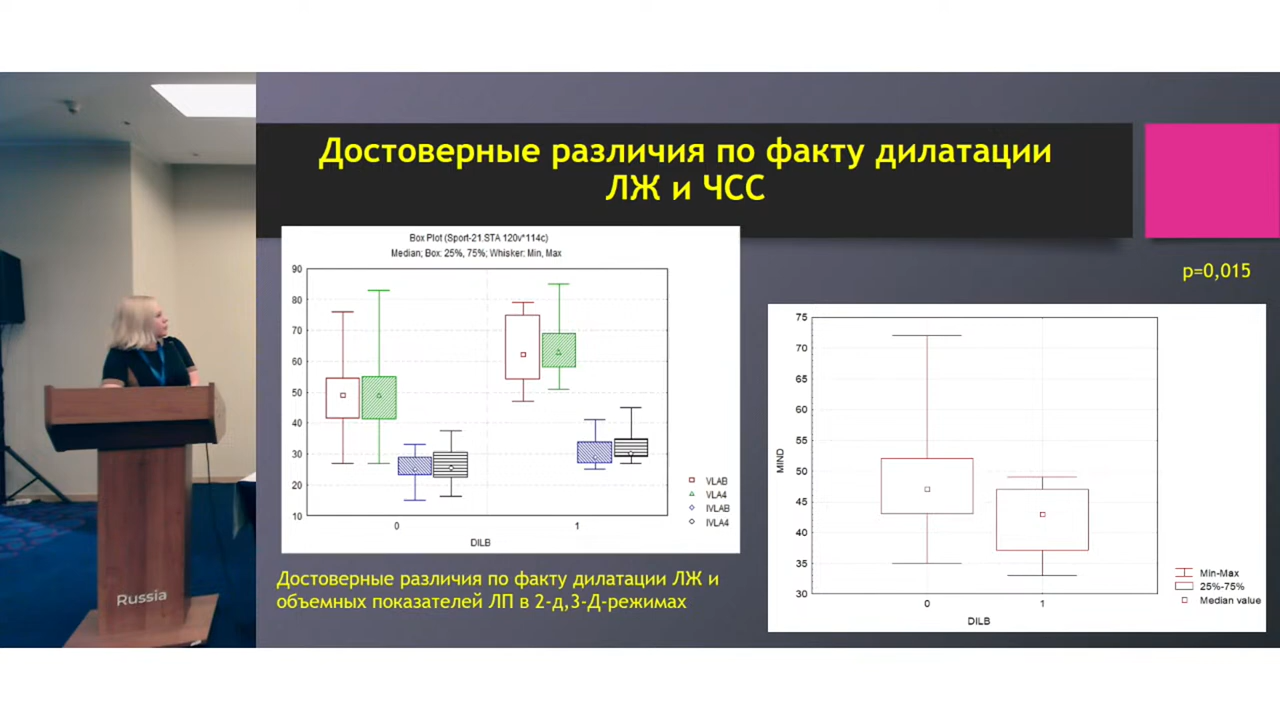 Достоверные различия по факту дилатации
ЛЖ и ЧСС
Box Plot (Sport-21.STA 120v*114c)
Median; Box: 25%, 75%; Whisker: Min, Max
90
80
70
60
50
40
30
20
10
0
1
DILB
VLAB
VLA4
IVLAB
IVLA4
Достоверные различия по факту дилатации ЛЖ и
объемных показателей ЛП в 2-д,3-Д-режимах
p=0,015
75
70
65
60
55
50
45
40
35
30
MIND
0
1
DILB
Min-Max
25%-75%
Median value
Russia